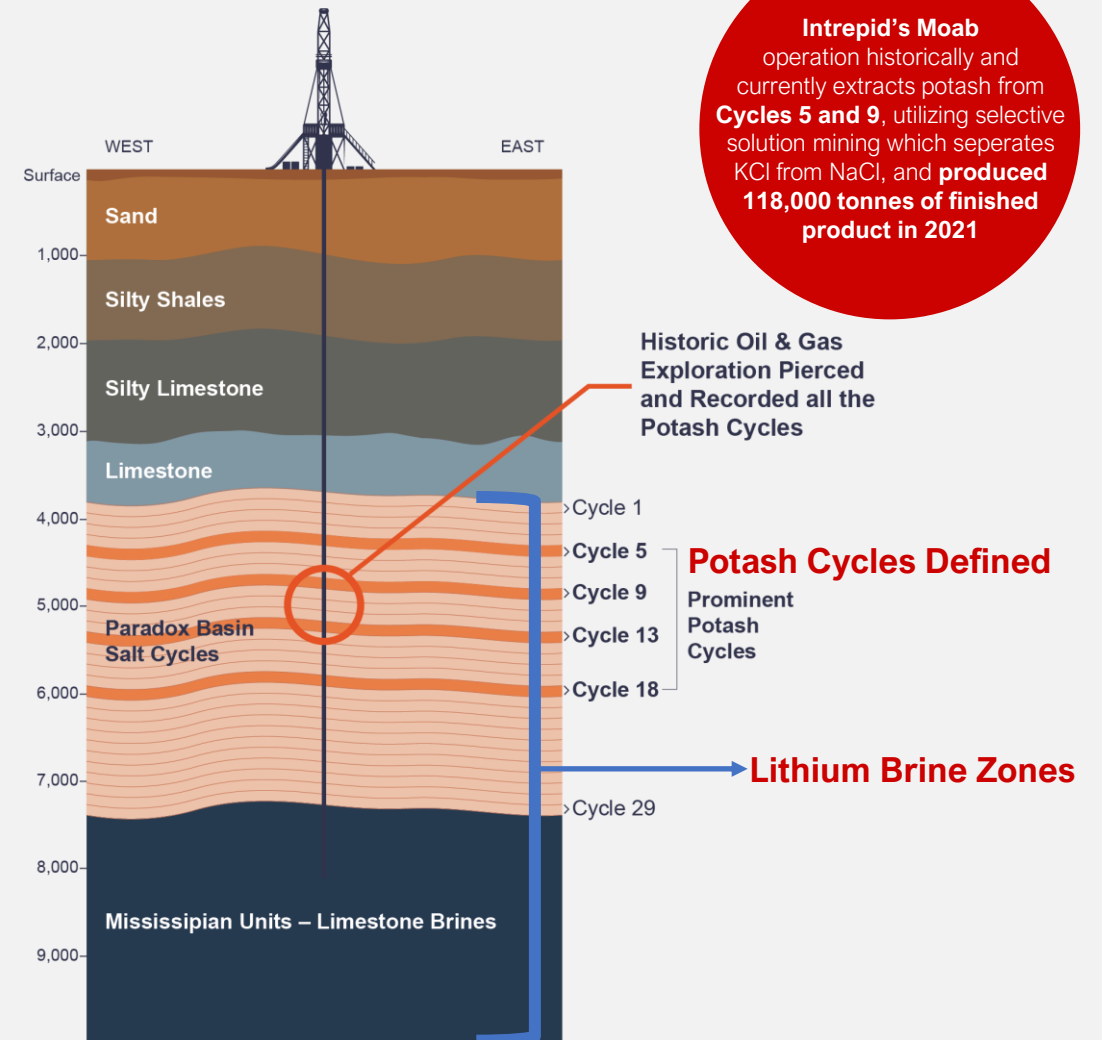 Intrepid's Moab
operation historically and
currently extracts potash from
Cycles 5 and 9, utilizing selective
solution mining which seperates
KCl from NaCl, and produced
118,000 tonnes of finished
product in 2021
WEST
EAST
Surface
Sand
1,000
Silty Shales
2,000
Silty Limestone
3,000
Limestone
4,000
5,000
Paradox Basin
Salt Cycles
6,000
7,000
8,000
Mississipian Units – Limestone Brines
9,000
Historic Oil & Gas
Exploration Pierced
and Recorded all the
Potash Cycles
Cycle 1
Cycle 5
Cycle 9
Cycle 13
Cycle 18
Cycle 29
Potash Cycles Defined
Prominent
Potash
Cycles
Lithium Brine Zones